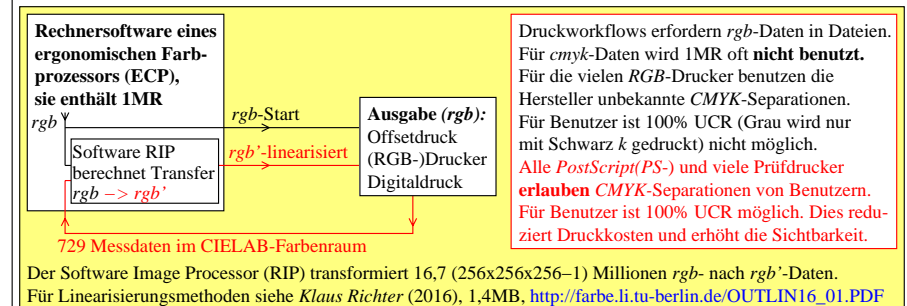 Rechnersoftware eines
ergonomischen Farb-
prozessors (ECP),
sie enthält 1MR
rgb
Software RIP
berechnet Transfer
rgb −> rgb'
rgb-Start
rgb'-linearisiert
Ausgabe (rgb):
Offsetdruck
(RGB-)Drucker
Digitaldruck
729 Messdaten im CIELAB-Farbenraum
Druckworkflows erfordern rgb-Daten in Dateien.
Für cmyk-Daten wird 1MR oft nicht benutzt.
Für die vielen RGB-Drucker benutzen die
Hersteller unbekannte CMYK-Separationen.
Für Benutzer ist 100% UCR (Grau wird nur
mit Schwarz k gedruckt) nicht möglich.
Alle PostScript(PS-) und viele Prüfdrucker
erlauben CMYK-Separationen von Benutzern.
Für Benutzer ist 100% UCR möglich. Dies redu-
ziert Druckkosten und erhöht die Sichtbarkeit.
Der Software Image Processor (RIP) transformiert 16,7 (256x256x256−1) Millionen rgb- nach rgb'-Daten.
Für Linearisierungsmethoden siehe Klaus Richter (2016), 1,4MB, http://farbe.li.tu-berlin.de/OUTLIN16_01.PDF